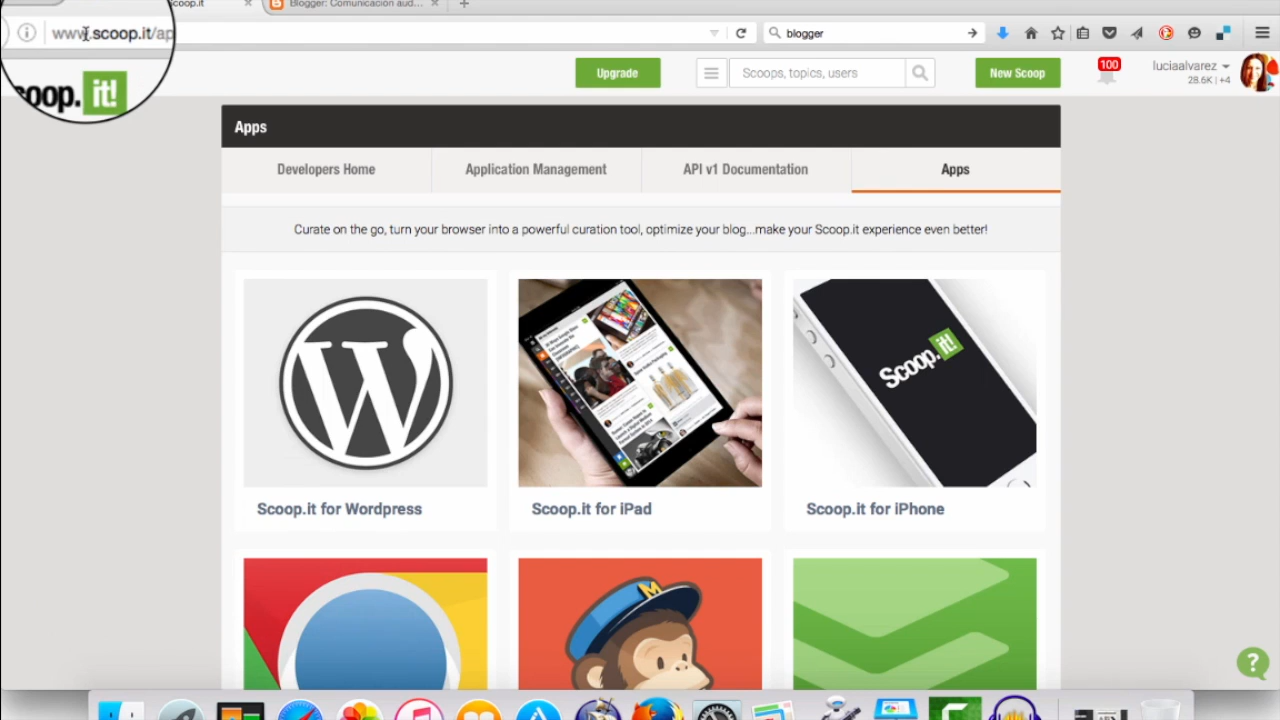 Scoop.it
Blogger: Comunicación aud...
www.scoop.it/ap
blogger
oop.it!
Upgrade
Scoops, topics, users
New Scoop
100
luciaalvarez
28.6K | +4
Apps
Developers Home
Application Management
API v1 Documentation
Apps
Curate on the go, turn your browser into a powerful curation tool, optimize your blog...make your Scoop.it experience even better!
Scoop.it!
Scoop.it for Wordpress
Scoop.it for iPad
Scoop.it for iPhone
M
?